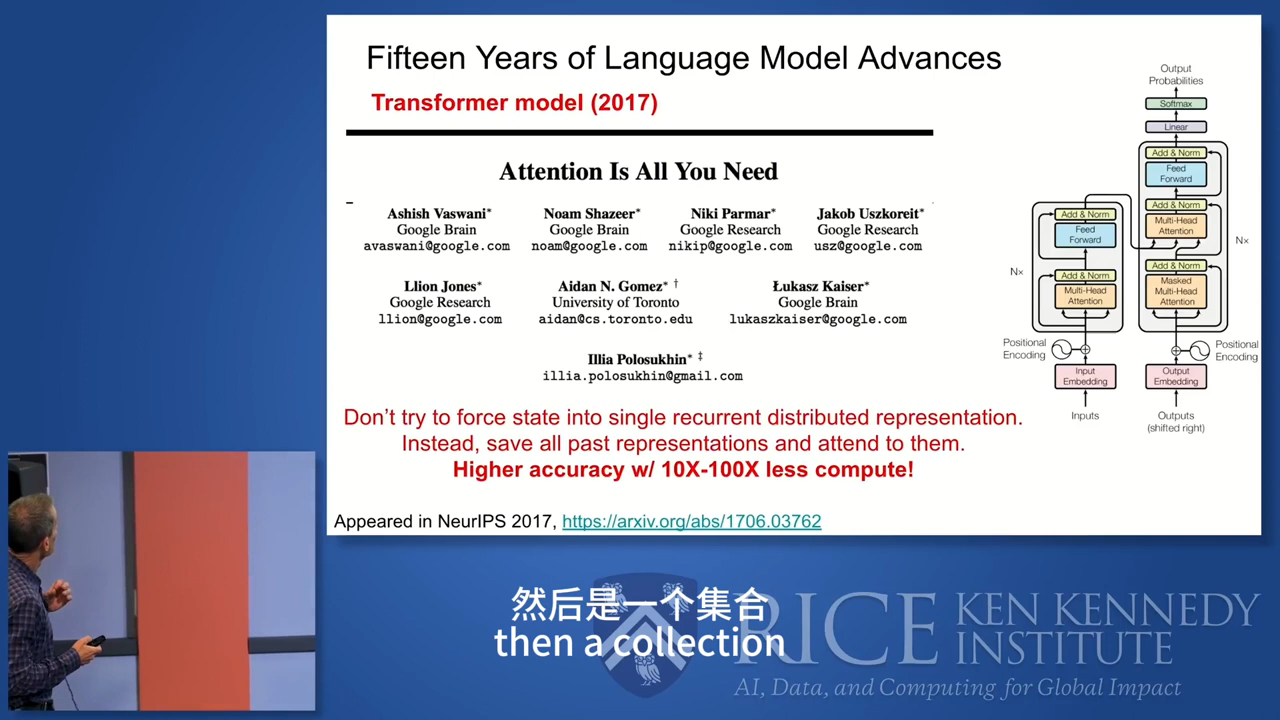 Fifteen Years of Language Model Advances
Transformer model (2017)
Attention Is All You Need
Ashish Vaswani* Noam Shazeer* Niki Parmar* Jakob Uszkoreit*
Google Brain Google Brain Google Research Google Research
avaswani@google.com noam@google.com nikip@google.com usz@google.com
Llion Jones* Aidan N. Gomez* † Łukasz Kaiser*
Google Research University of Toronto Google Brain
llion@google.com aidan@cs.toronto.edu lukaszkaiser@google.com
Illia Polosukhin* ‡
illia.polosukhin@gmail.com
Don't try to force state into single recurrent distributed representation.
Instead, save all past representations and attend to them.
Higher accuracy w/ 10X-100X less compute!
Appeared in NeurIPS 2017, https://arxiv.org/abs/1706.03762
Output
Probabilities
Softmax
Linear
Add & Norm
Feed
Forward
Add & Norm
Multi-Head
Attention
Add & Norm
Masked
Multi-Head
Attention
N×
Add & Norm
Feed
Forward
Add & Norm
Multi-Head
Attention
N×
Positional
Encoding
Positional
Encoding
Input
Embedding
Output
Embedding
Inputs
Outputs
(shifted right)
然后是一个集合
then a collection
RICE KEN KENNEDY
INSTITUTE
AI, Data, and Computing for Global Impact